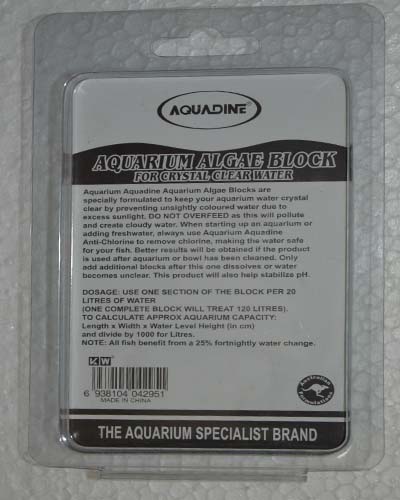 AQUADINE®
AQUARIUM ALGAE BLOCK
FOR CRYSTAL CLEAR WATER
Aquarium Aquadine Aquarium Algae Blocks are
specially formulated to keep your aquarium water crystal
clear by preventing unsightly coloured water due to
excess sunlight. DO NOT OVERFEED as this will pollute
and create cloudy water. When starting up an aquarium or
adding freshwater, always use Aquarium Aquadine
Anti-Chlorine to remove chlorine, making the water safe
for your fish. Better results will be obtained if the product
is used after aquarium or bowl has been cleaned. Only
add additional blocks after this one dissolves or water
becomes unclear. This product will also help stabilize pH.
DOSAGE: USE ONE SECTION OF THE BLOCK PER 20
LITRES OF WATER
(ONE COMPLETE BLOCK WILL TREAT 120 LITRES).
TO CALCULATE APPROX AQUARIUM CAPACITY:
Length x Width x Water Level Height (in cm)
and divide by 1000 for Litres.
NOTE: All fish benefit from a 25% fortnightly water change.
KW
6 938104 042951
MADE IN CHINA
Australian
Formulations
THE AQUARIUM SPECIALIST BRAND